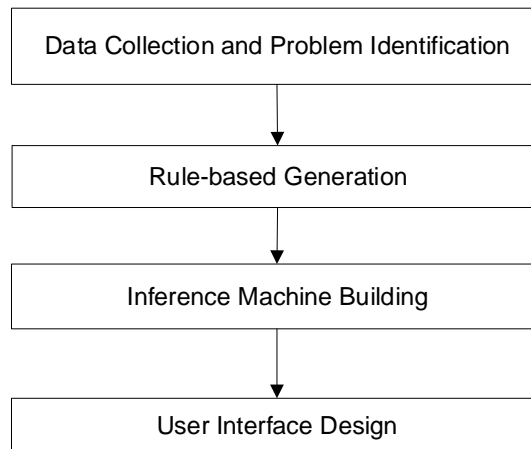 Data Collection and Problem Identification
Rule-based Generation
Inference Machine Building
User Interface Design